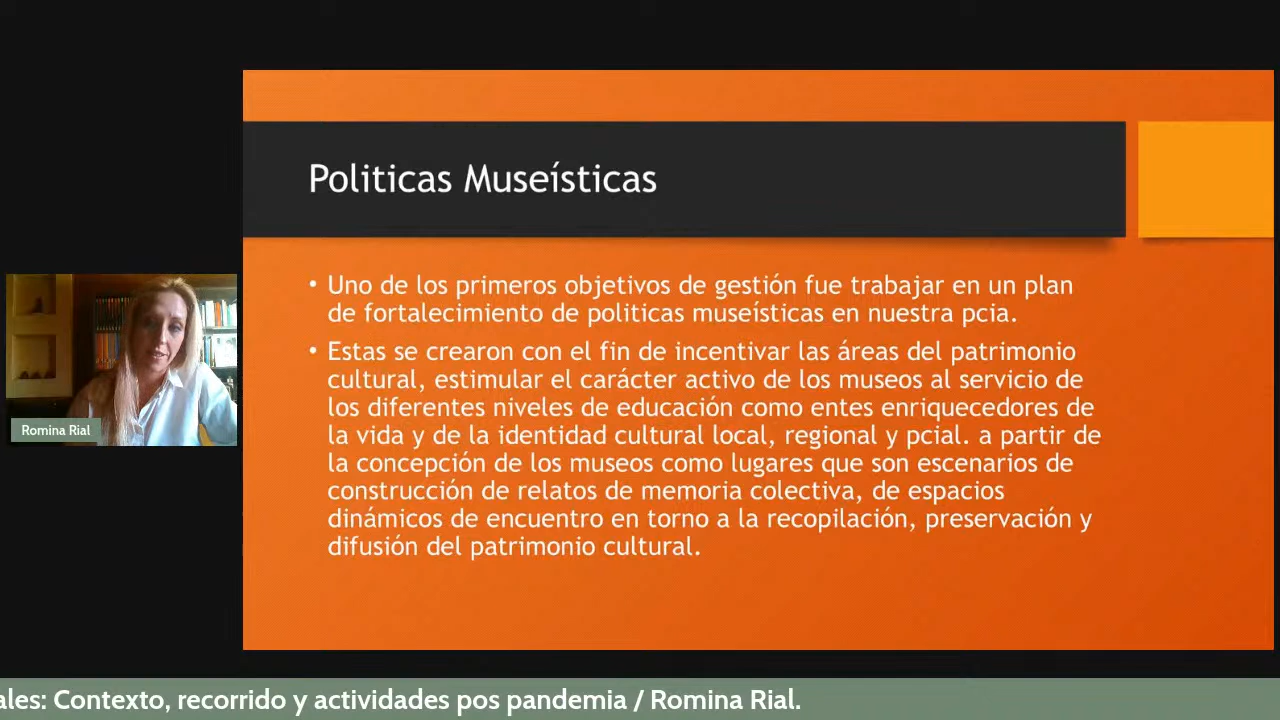 Politicas Museísticas
• Uno de los primeros objetivos de gestión fue trabajar en un plan
de fortalecimiento de politicas museísticas en nuestra pcia.
• Estas se crearon con el fin de incentivar las áreas del patrimonio
cultural, estimular el carácter activo de los museos al servicio de
los diferentes niveles de educación como entes enriquecedores de
la vida y de la identidad cultural local, regional y pcial. a partir de
la concepción de los museos como lugares que son escenarios de
construcción de relatos de memoria colectiva, de espacios
dinámicos de encuentro en torno a la recopilación, preservación y
difusión del patrimonio cultural.
Romina Rial
ales: Contexto, recorrido y actividades pos pandemia / Romina Rial.